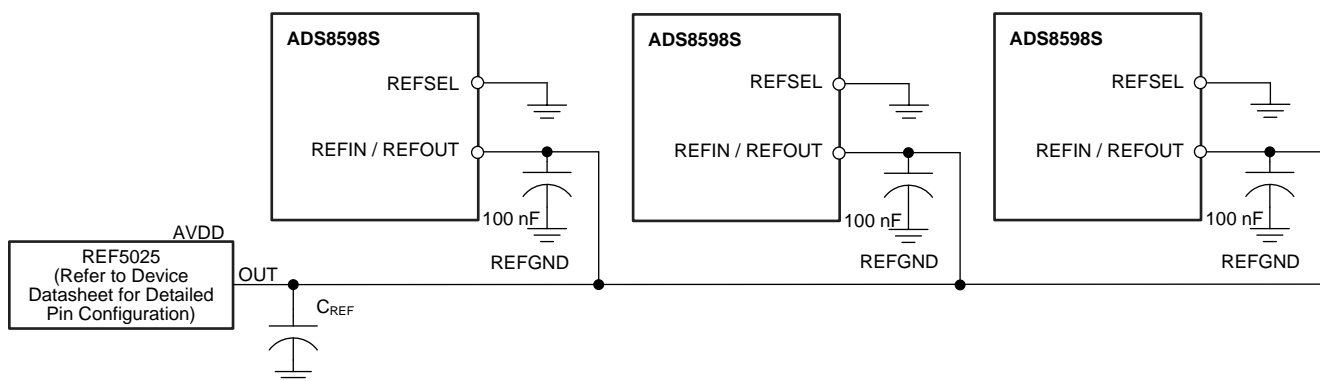 ADS8598S
ADS8598S
ADS8598S
REFSEL
REFSEL
REFSEL
REFIN / REFOUT
REFIN / REFOUT
REFIN / REFOUT
100 nF
100 nF
100 nF
REFGND
REFGND
REFGND
AVDD
REF5025
(Refer to Device
Datasheet for Detailed
Pin Configuration)
OUT
CREF